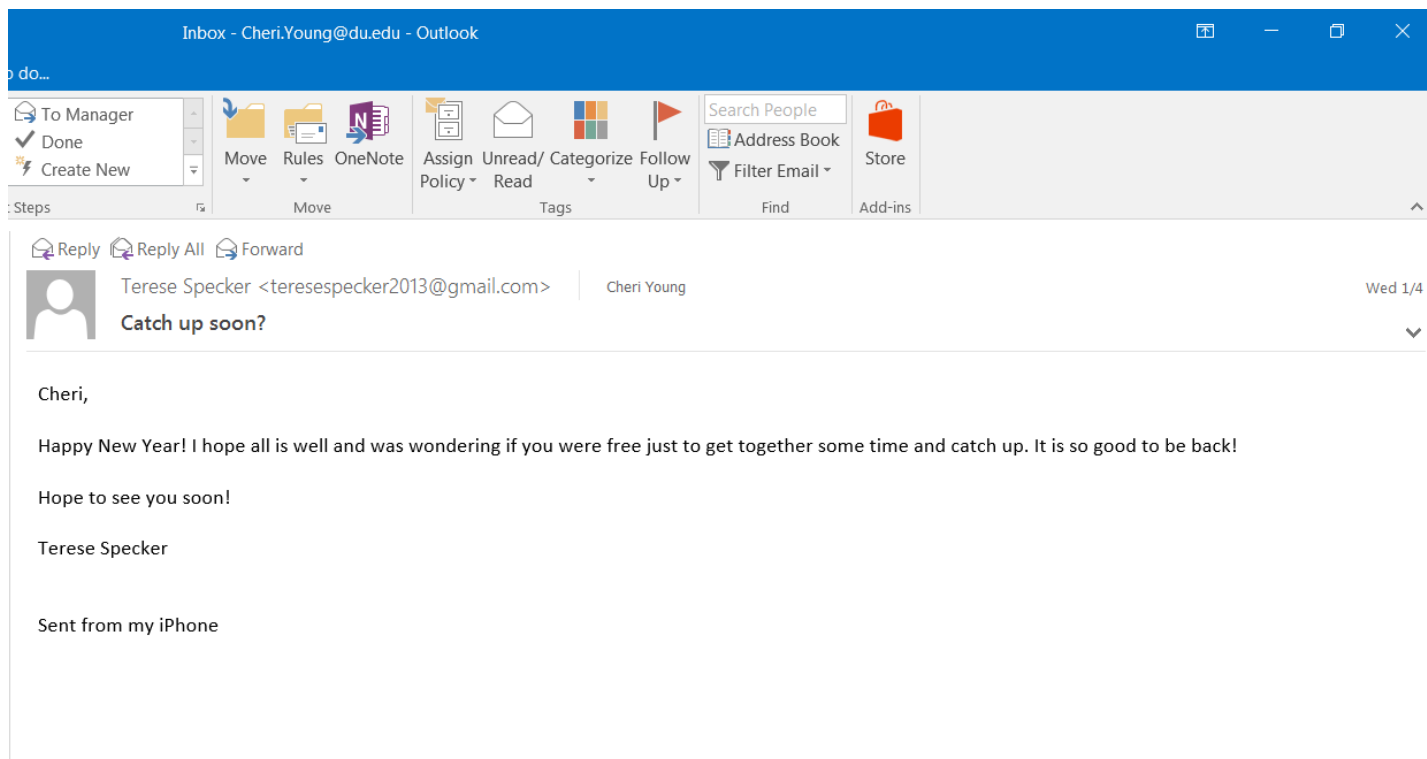 Inbox - Cheri.Young@du.edu - Outlook
do...
To Manager
Done
Create New
Steps
Move
Rules
OneNote
Move
Assign Policy
Unread/ Read
Categorize
Follow Up
Tags
Search People
Address Book
Filter Email
Find
Store
Add-ins
Reply Reply All Forward
Terese Specker <teresespecker2013@gmail.com> Cheri Young Wed 1/4
Catch up soon?
Cheri,
Happy New Year! I hope all is well and was wondering if you were free just to get together some time and catch up. It is so good to be back!
Hope to see you soon!
Terese Specker
Sent from my iPhone